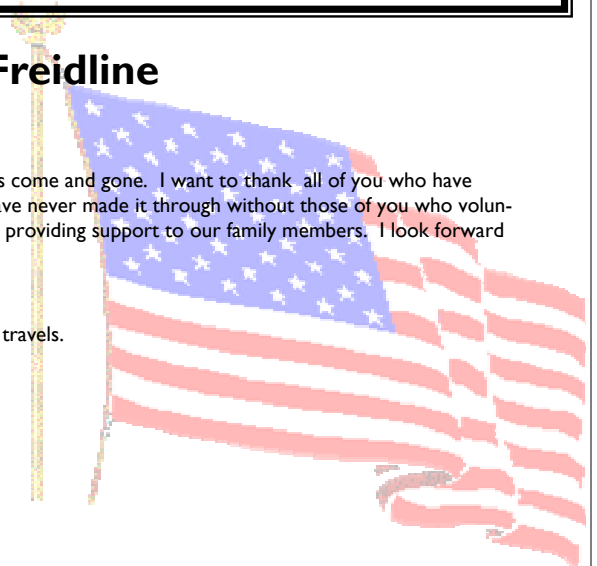 Freidline
s come and gone.  I want to thank  all of you who have
ave never made it through without those of you who volun-
providing support to our family members.  I look forward
travels.